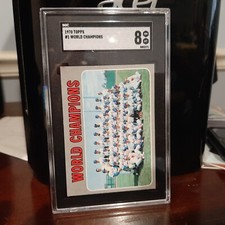 1970 TOPPS
#1 WORLD CHAMPIONS
8
WORLD CHAMPIONS